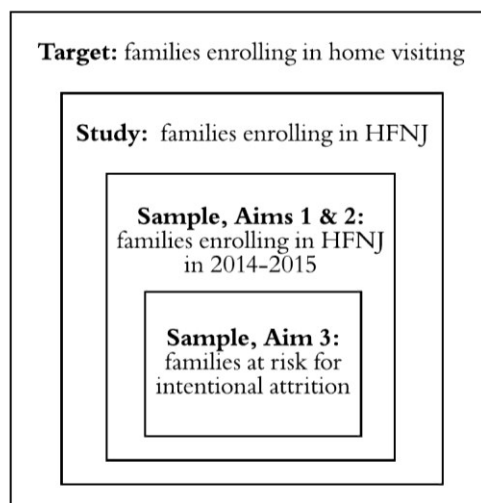 Target: families enrolling in home visiting
Study: families enrolling in HFNJ
Sample, Aims 1 & 2:
families enrolling in HFNJ
in 2014-2015
Sample, Aim 3:
families at risk for
intentional attrition